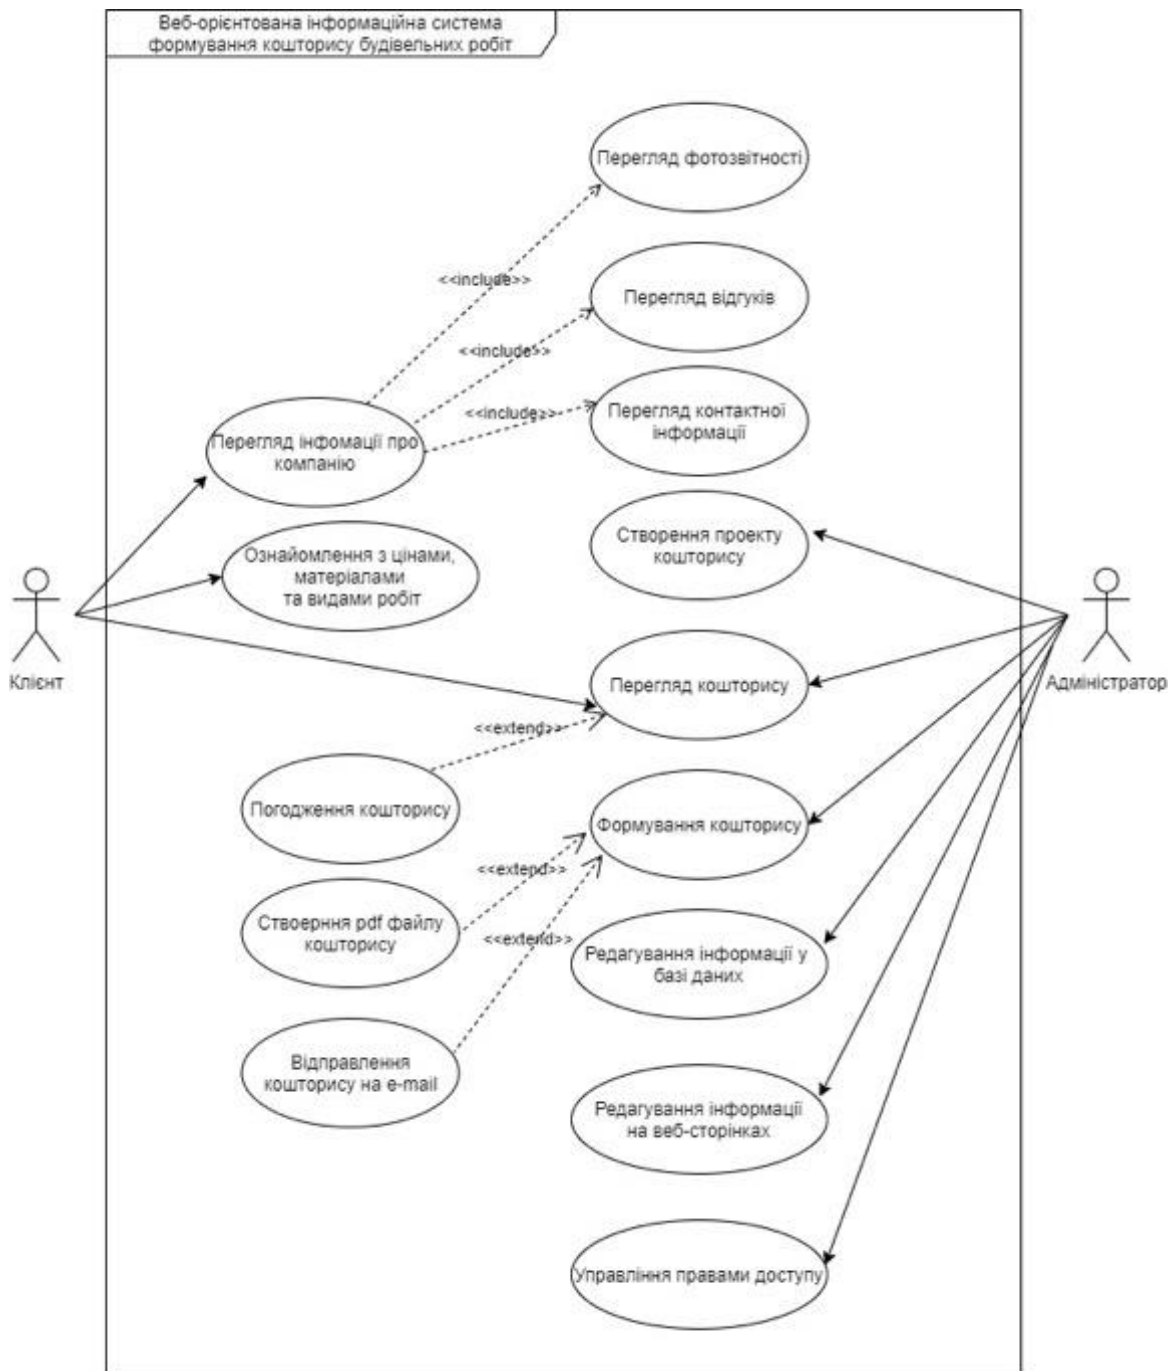 Веб-орієнтована інформаційна система
формування кошторису будівельних робіт
Перегляд фотозвітності
<<include>>
Перегляд відгуків
<<include>>
Перегляд контактної
інформації
<<include>>
Перегляд інфомації про
компанію
Створення проекту
кошторису
Ознайомлення з цінами,
матеріалами
та видами робіт
Клієнт
Адміністратор
Перегляд кошторису
<<extend>>
Погодження кошторису
Формування кошторису
<<extend>>
Ствоерння pdf файлу
кошторису
<<extend>>
Редагування інформації у
базі даних
Відправлення
кошторису на e-mail
Редагування інформації
на веб-сторінках
Управління правами доступу